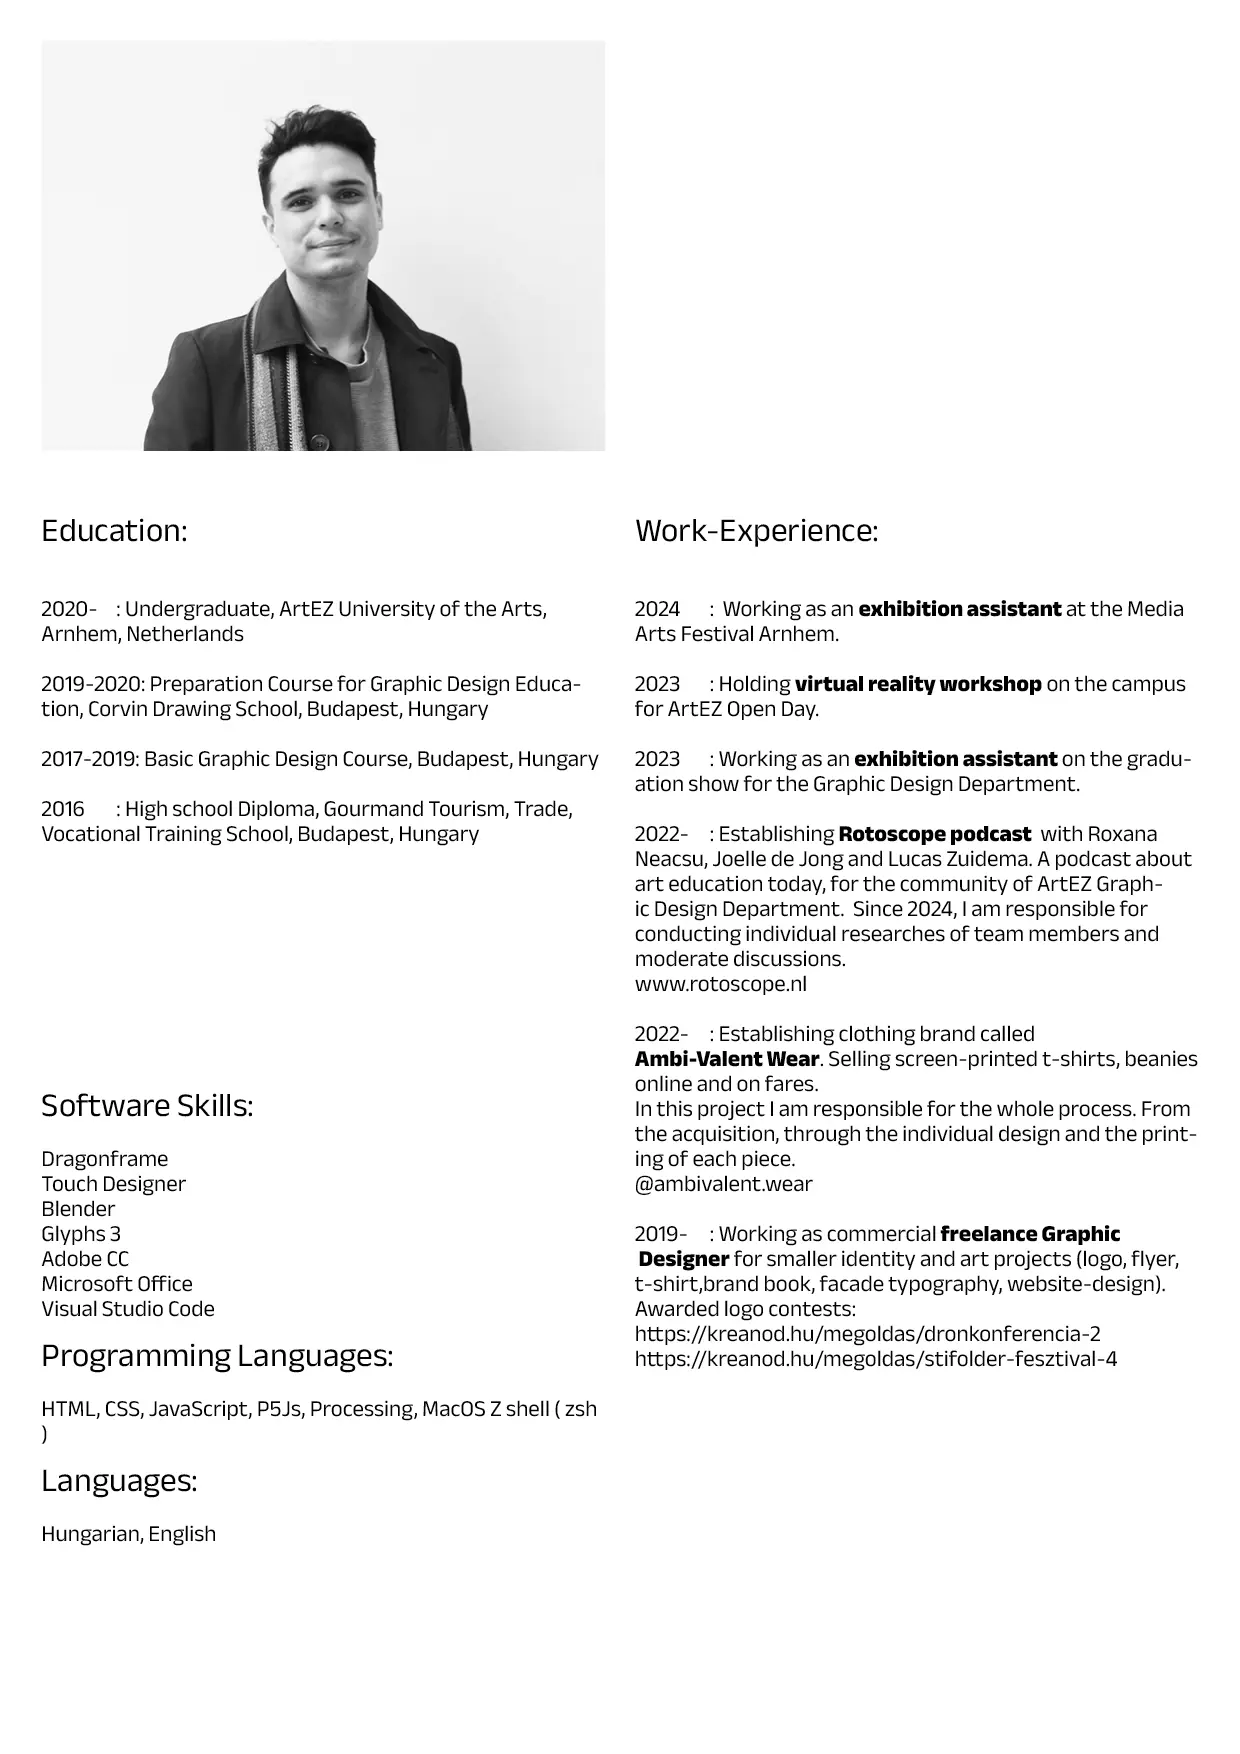 Education:
2020- : Undergraduate, ArtEZ University of the Arts,
Arnhem, Netherlands
2019-2020: Preparation Course for Graphic Design Educa-
tion, Corvin Drawing School, Budapest, Hungary
2017-2019: Basic Graphic Design Course, Budapest, Hungary
2016 : High school Diploma, Gourmand Tourism, Trade,
Vocational Training School, Budapest, Hungary
Software Skills:
Dragonframe
Touch Designer
Blender
Glyphs 3
Adobe CC
Microsoft Office
Visual Studio Code
Programming Languages:
HTML, CSS, JavaScript, P5Js, Processing, MacOS Z shell ( zsh
)
Languages:
Hungarian, English
Work-Experience:
2024 : Working as an exhibition assistant at the Media
Arts Festival Arnhem.
2023 : Holding virtual reality workshop on the campus
for ArtEZ Open Day.
2023 : Working as an exhibition assistant on the gradu-
ation show for the Graphic Design Department.
2022- : Establishing Rotoscope podcast with Roxana
Neacsu, Joelle de Jong and Lucas Zuidema. A podcast about
art education today, for the community of ArtEZ Graph-
ic Design Department. Since 2024, I am responsible for
conducting individual researches of team members and
moderate discussions.
www.rotoscope.nl
2022- : Establishing clothing brand called
Ambi-Valent Wear. Selling screen-printed t-shirts, beanies
online and on fares.
In this project I am responsible for the whole process. From
the acquisition, through the individual design and the print-
ing of each piece.
@ambivalent.wear
2019- : Working as commercial freelance Graphic
Designer for smaller identity and art projects (logo, flyer,
t-shirt,brand book, facade typography, website-design).
Awarded logo contests:
https://kreanod.hu/megoldas/dronkonferencia-2
https://kreanod.hu/megoldas/stifolder-fesztival-4